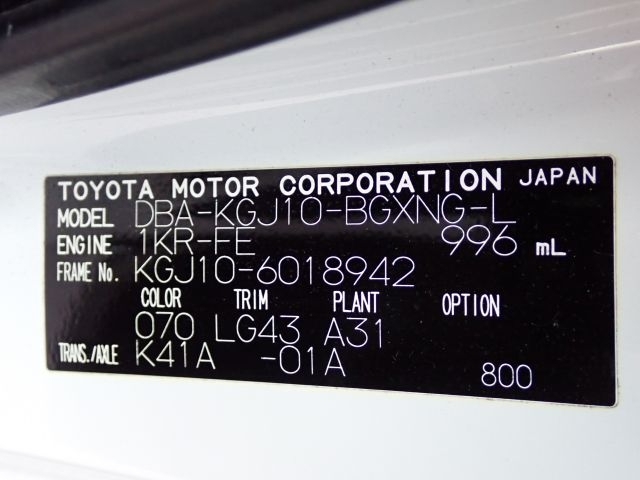 TOYOTA MOTOR CORPORATION JAPAN
MODEL DBA-KGJ10-BGXNG-L
ENGINE 1KR-FE 996 mL
FRAME No. KGJ10-6018942
COLOR TRIM PLANT OPTION
070 LG43 A31
TRANS./AXLE K41A -01A
800